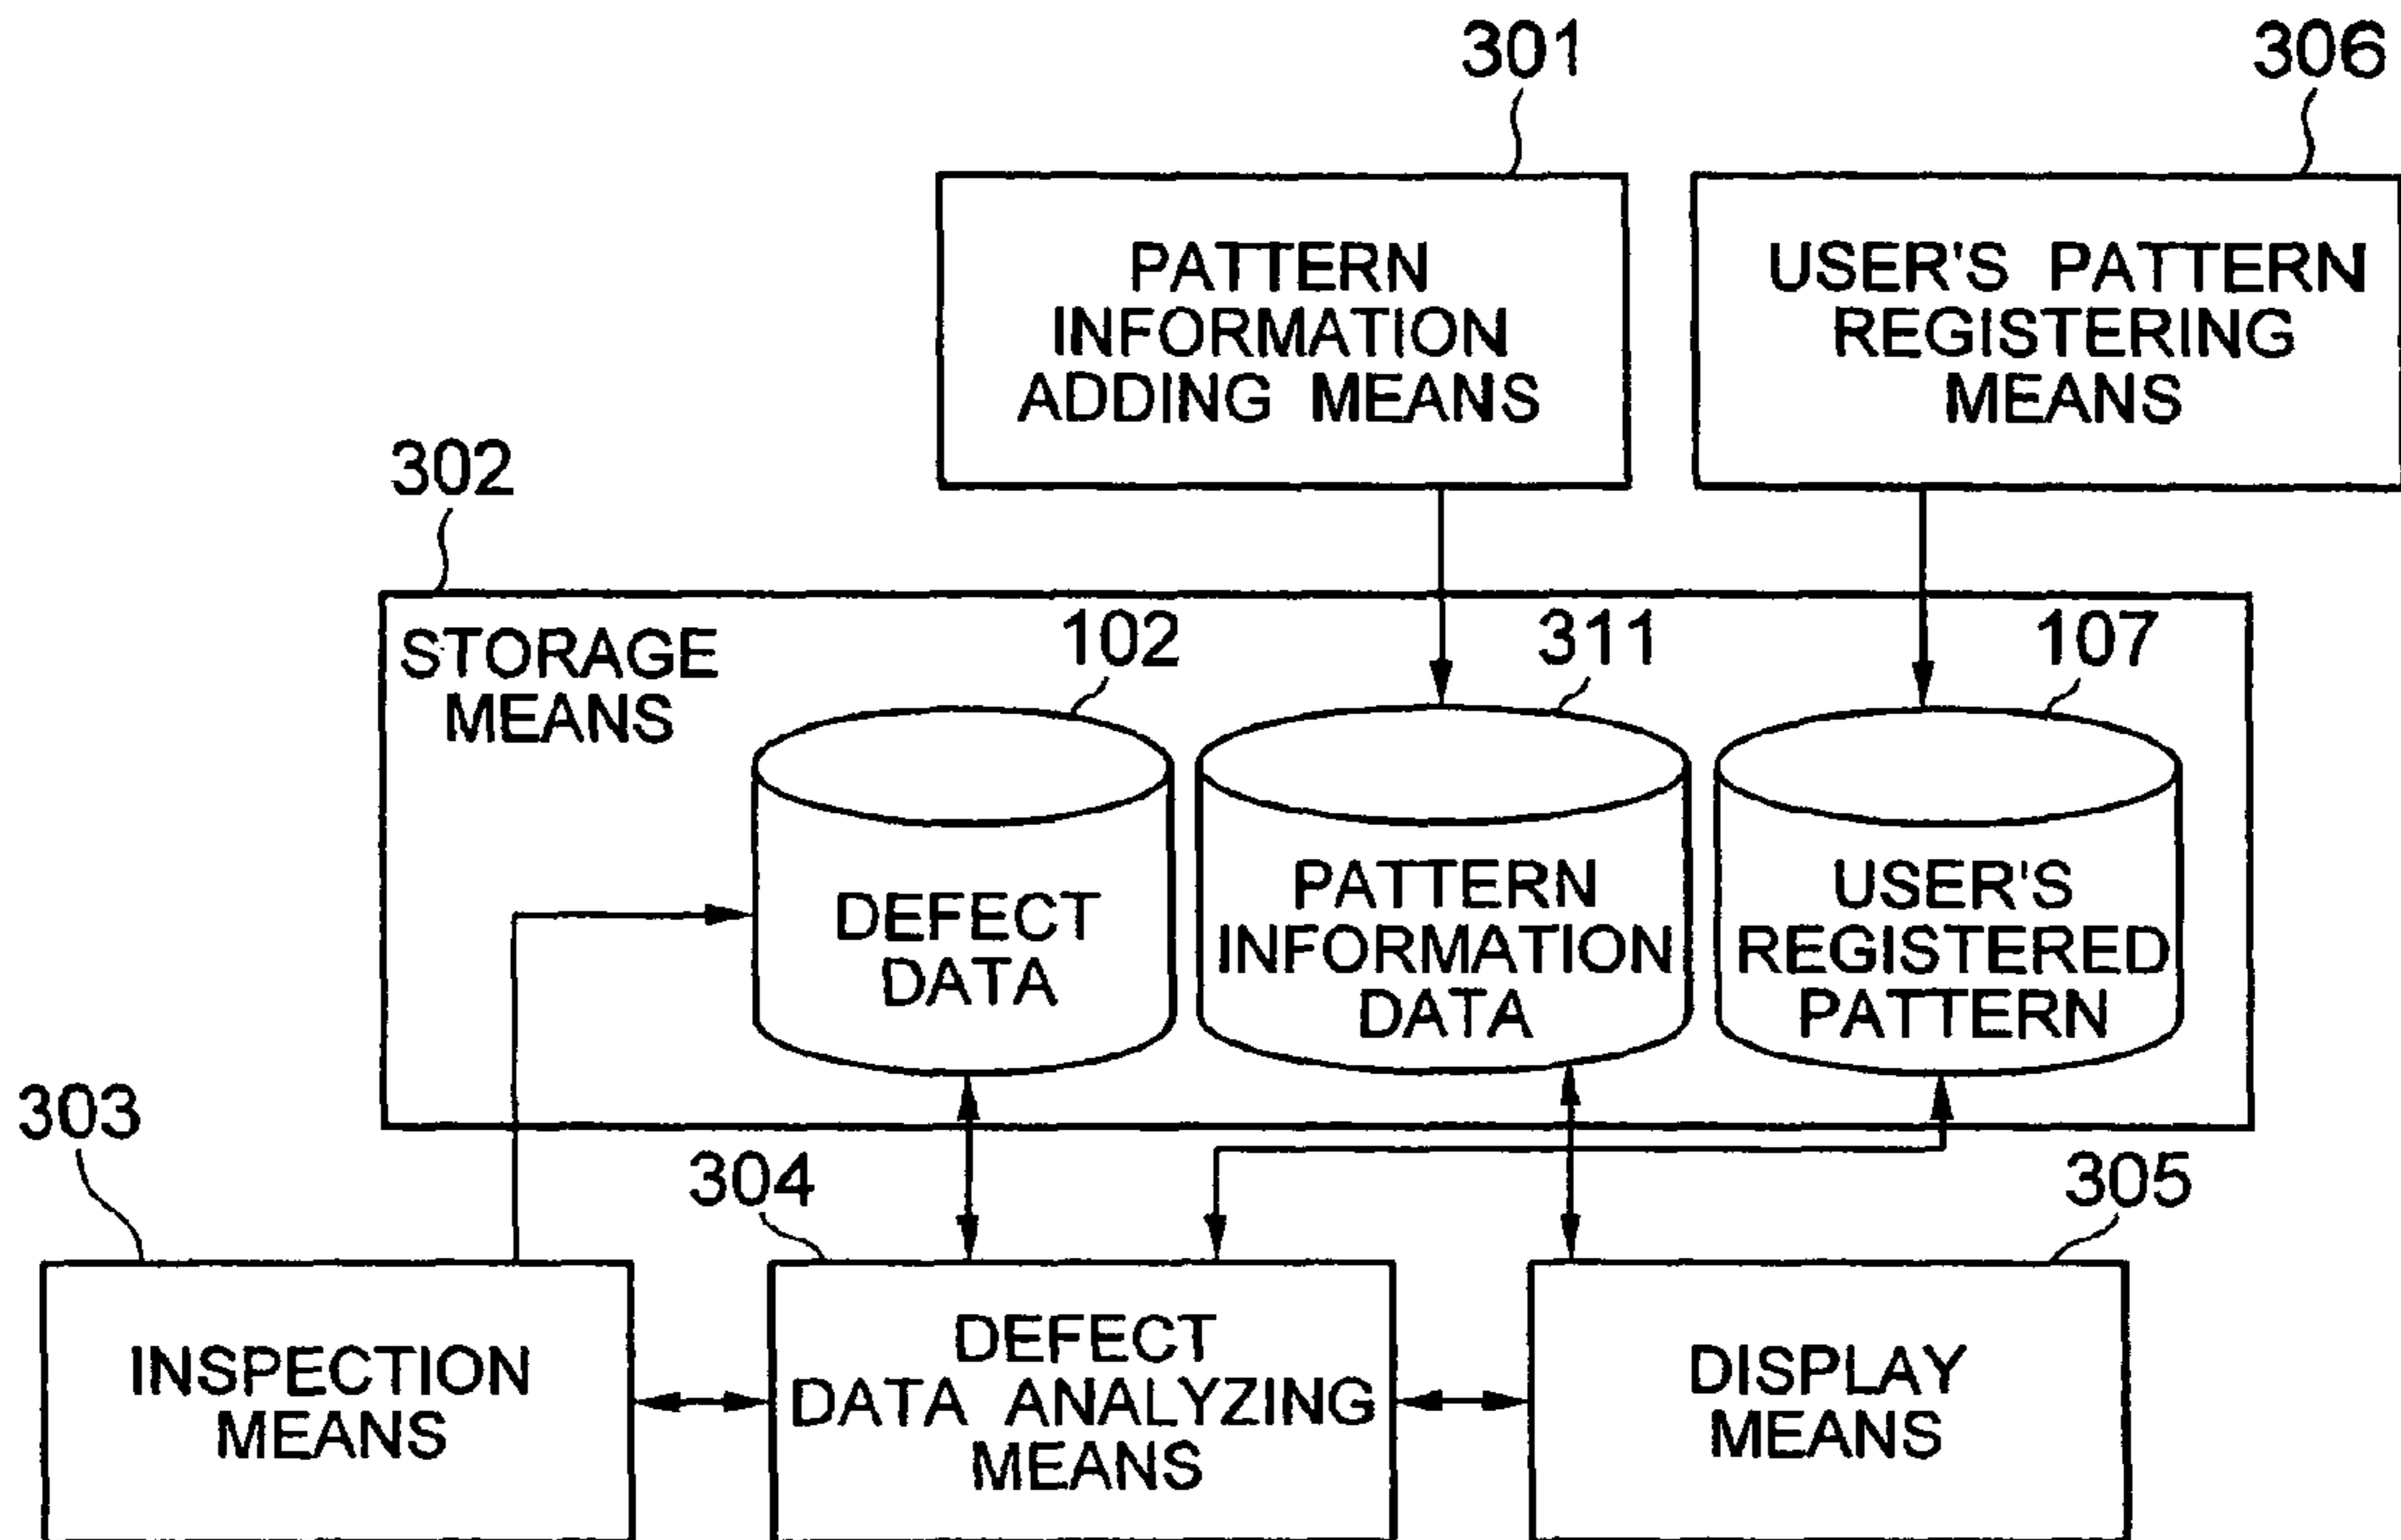 301
306
PATTERN
INFORMATION
ADDING MEANS
USER'S PATTERN
REGISTERING
MEANS
302
STORAGE
MEANS
102
311
107
DEFECT
DATA
PATTERN
INFORMATION
DATA
USER'S
REGISTERED
PATTERN
303
304
305
INSPECTION
MEANS
DEFECT
DATA ANALYZING
MEANS
DISPLAY
MEANS